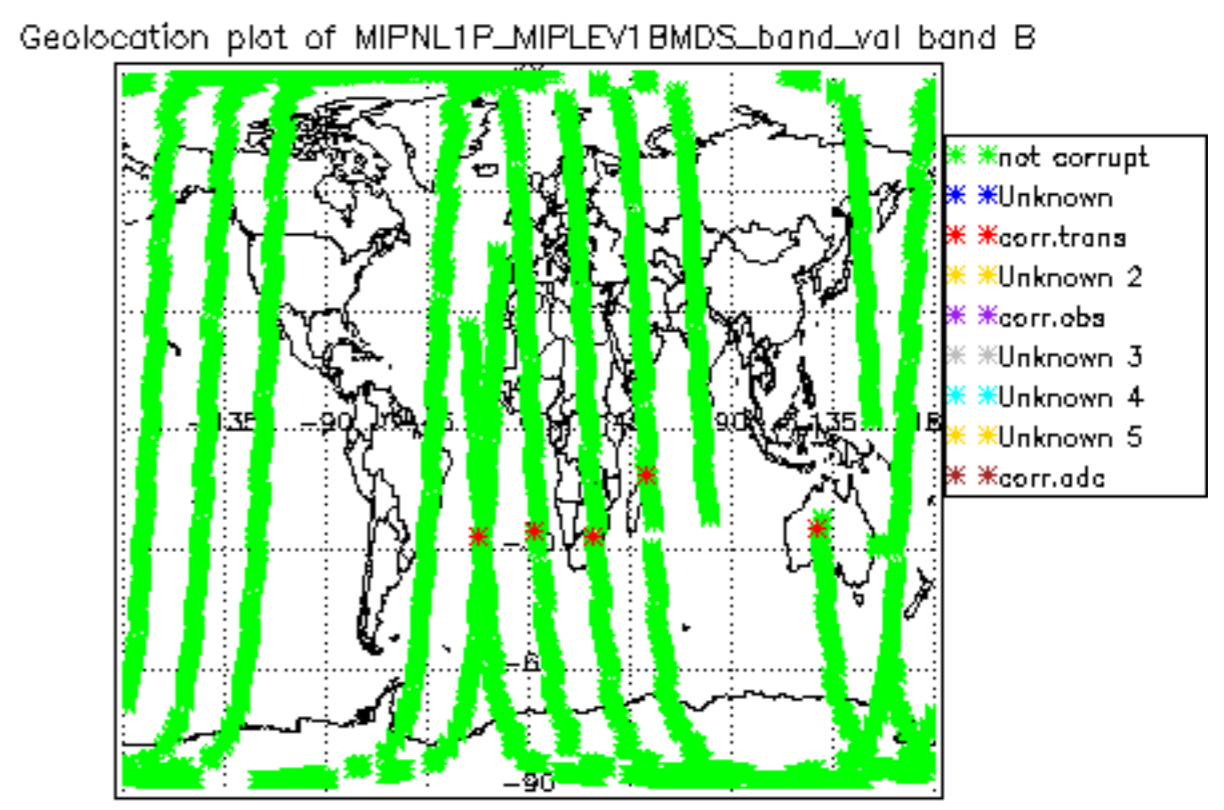 Geolocation plot of MIPNL1P_MIPLEV1BMDS_band_val band B
not corrupt
Unknown
corr.trans
Unknown 2
corr.obs
Unknown 3
Unknown 4
Unknown 5
corr.adc
-135 -90 90 135
-90